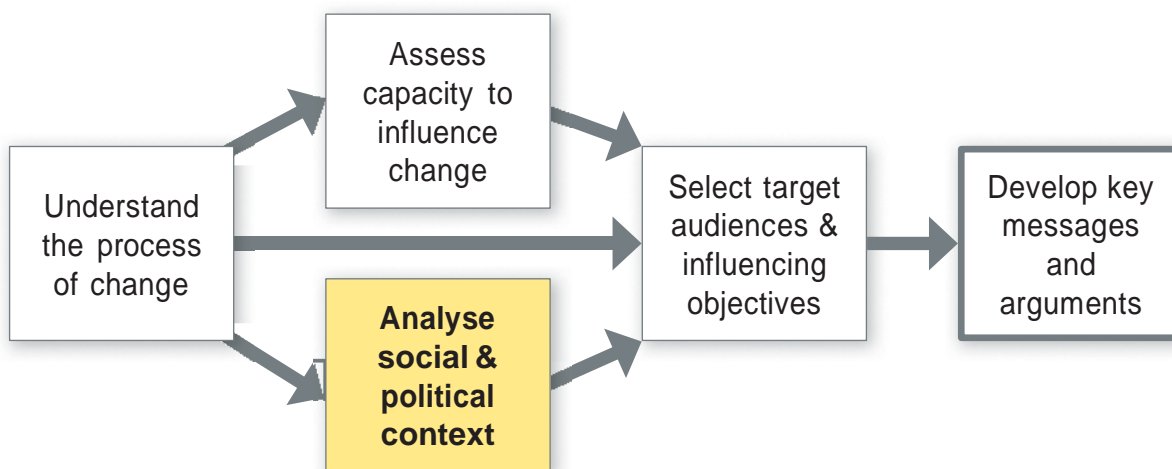 Understand
the process
of change
Assess
capacity to
influence
change
Analyse
social &
political
context
Select target
audiences &
influencing
objectives
Develop key
messages
and
arguments